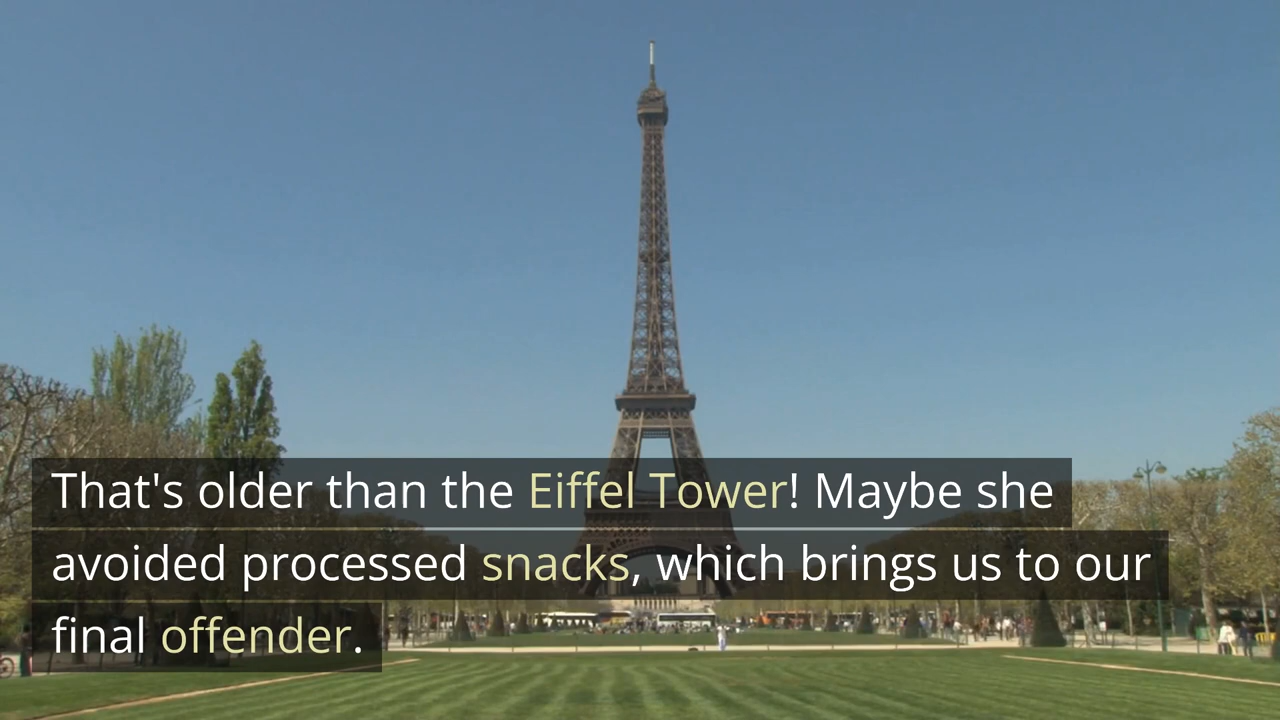 That's older than the Eiffel Tower! Maybe she
avoided processed snacks, which brings us to our
final offender.